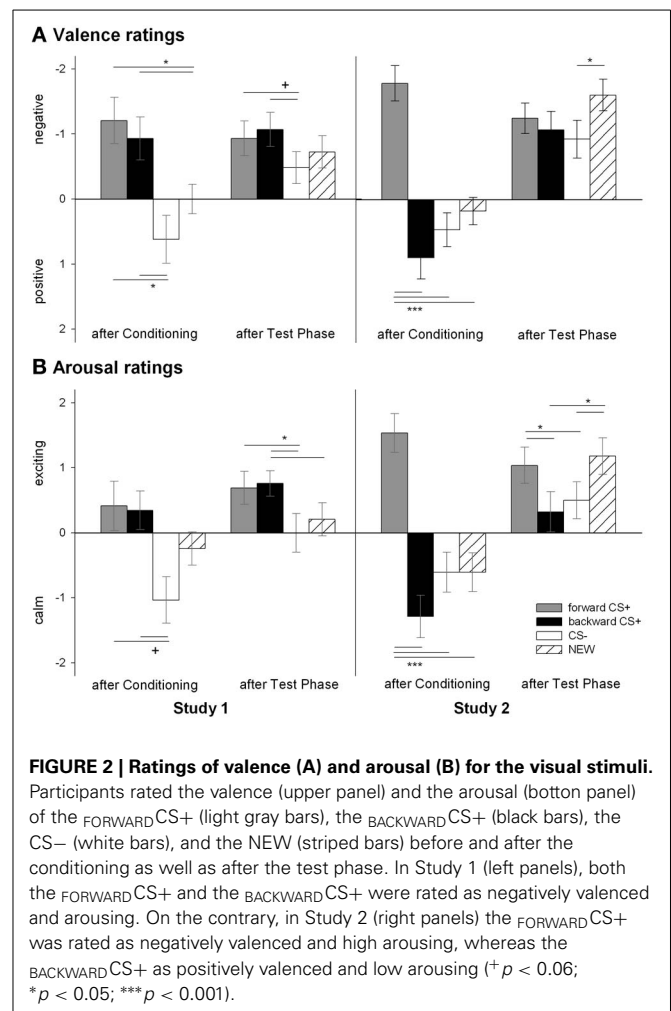 A Valence ratings
-2
-1
0
1
2
negative
positive
*
+
*
*
***
after Conditioning
after Test Phase
after Conditioning
after Test Phase
B Arousal ratings
2
1
0
-1
-2
exciting
calm
*
*
*
+
***
forward CS+
backward CS+
CS-
NEW
after Conditioning
after Test Phase
after Conditioning
after Test Phase
Study 1
Study 2
FIGURE 2 | Ratings of valence (A) and arousal (B) for the visual stimuli.
Participants rated the valence (upper panel) and the arousal (botton panel)
of the FORWARDCS+ (light gray bars), the BACKWARDCS+ (black bars), the
CS− (white bars), and the NEW (striped bars) before and after the
conditioning as well as after the test phase. In Study 1 (left panels), both
the FORWARDCS+ and the BACKWARDCS+ were rated as negatively valenced
and arousing. On the contrary, in Study 2 (right panels) the FORWARDCS+
was rated as negatively valenced and high arousing, whereas the
BACKWARDCS+ as positively valenced and low arousing (+p < 0.06;
*p < 0.05; ***p < 0.001).